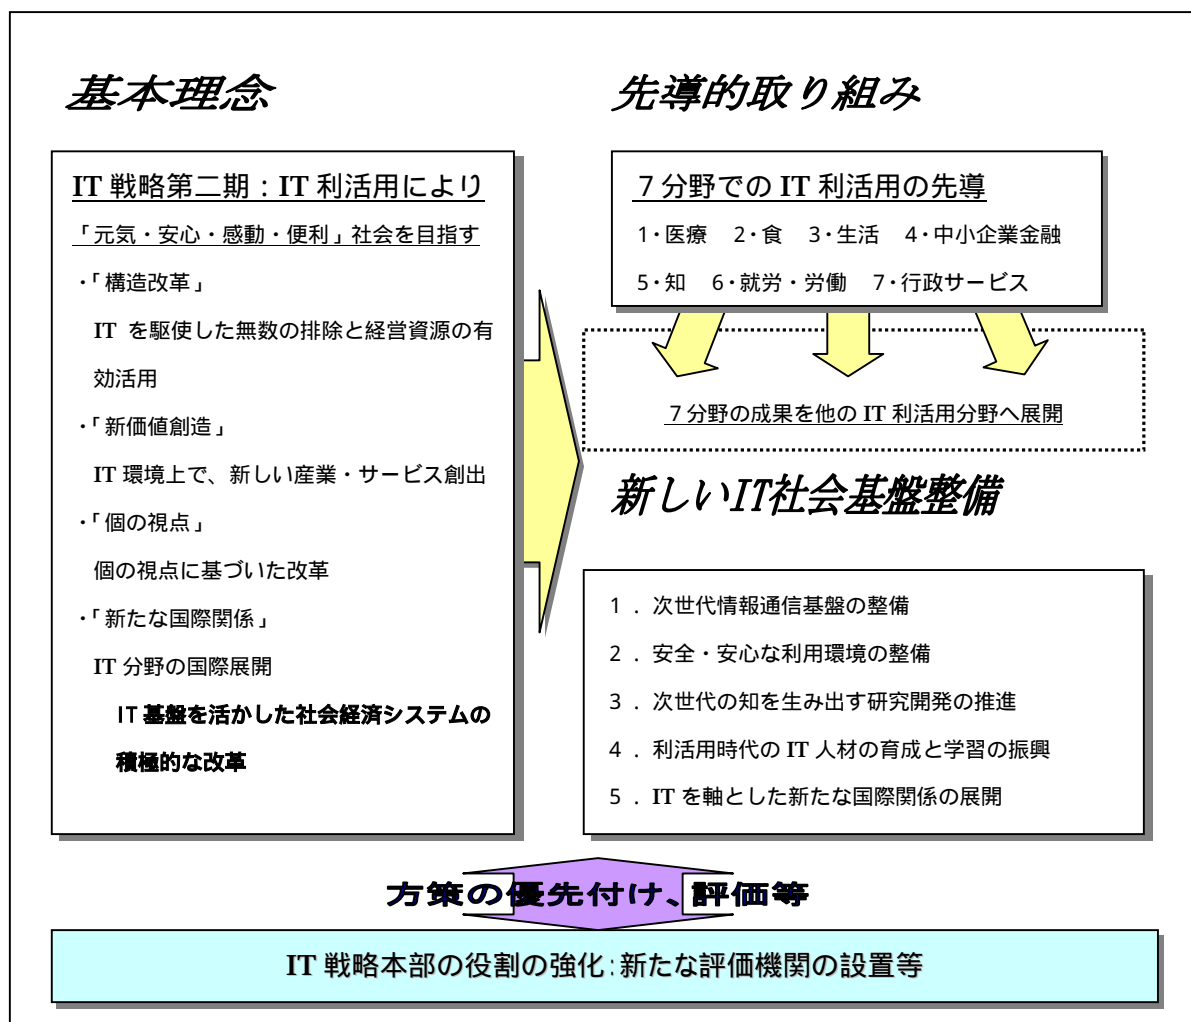 基本理念
IT 戦略第二期：IT 利活用により
「元気・安心・感動・便利」社会を目指す
・「構造改革」
IT を駆使した無数の排除と経営資源の有
効活用
・「新価値創造」
IT 環境上で、新しい産業・サービス創出
・「個の視点」
個の視点に基づいた改革
・「新たな国際関係」
IT 分野の国際展開
IT 基盤を活かした社会経済システムの
積極的な改革
先導的取り組み
7 分野での IT 利活用の先導
1・医療 2・食 3・生活 4・中小企業金融
5・知 6・就労・労働 7・行政サービス
7 分野の成果を他の IT 利活用分野へ展開
新しいIT社会基盤整備
1．次世代情報通信基盤の整備
2．安全・安心な利用環境の整備
3．次世代の知を生み出す研究開発の推進
4．利活用時代の IT 人材の育成と学習の振興
5．IT を軸とした新たな国際関係の展開
方策の優先付け、評価等
IT 戦略本部の役割の強化：新たな評価機関の設置等